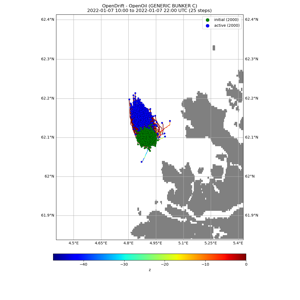 OpenDrift - OpenOil (GENERIC BUNKER C)
2022-01-07 10:00 to 2022-01-07 22:00 UTC (25 steps)
initial (2000)
active (2000)
62.4°N 62.4°N
62.3°N 62.3°N
62.2°N 62.2°N
62.1°N 62.1°N
62°N 62°N
61.9°N 61.9°N
4.5°E 4.65°E 4.8°E 4.95°E 5.1°E 5.25°E 5.4°E
−40 −30 −20 −10 0
z